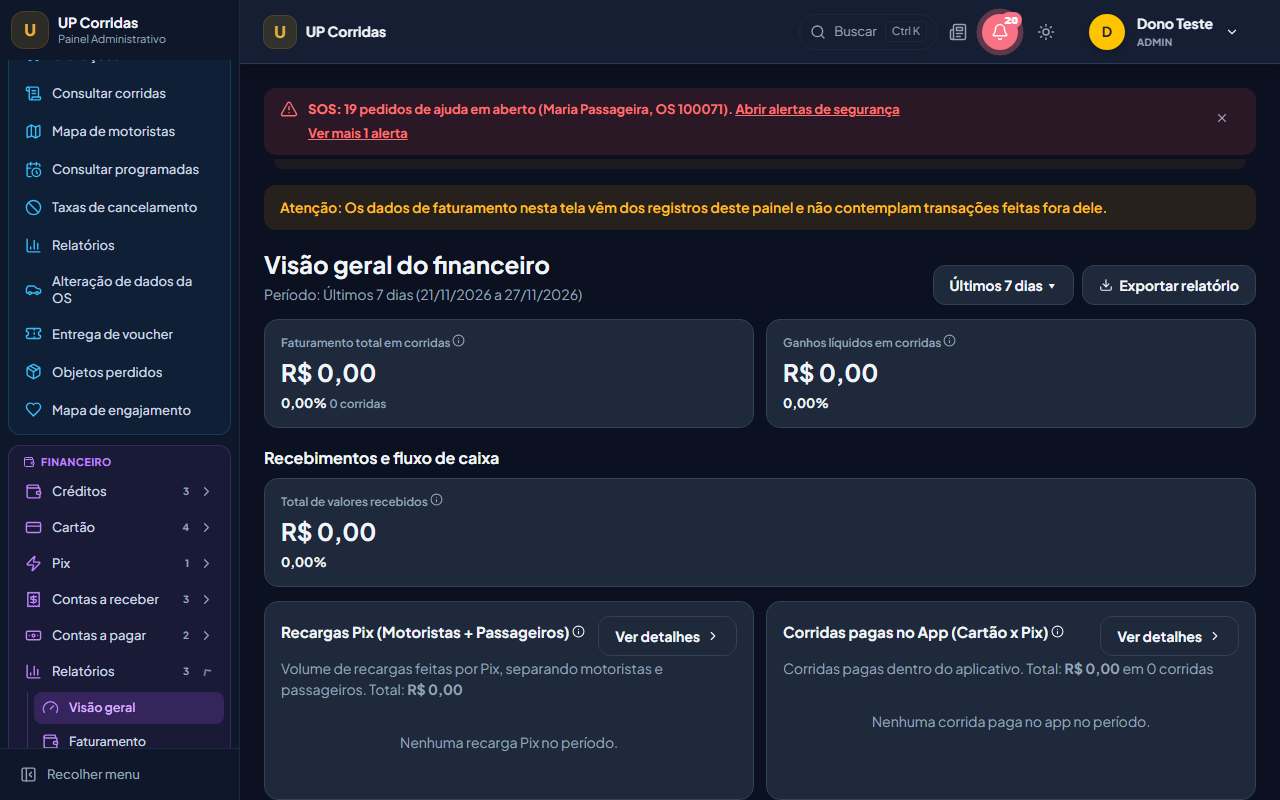 U
UP Corridas
Painel Administrativo
Consultar corridas
Mapa de motoristas
Consultar programadas
Taxas de cancelamento
Relatórios
Alteração de dados da
OS
Entrega de voucher
Objetos perdidos
Mapa de engajamento
FINANCEIRO
Créditos 3
Cartão 4
Pix 1
Contas a receber 3
Contas a pagar 2
Relatórios 3
Visão geral
Faturamento
Recolher menu
U UP Corridas
Buscar Ctrl K
20
D
Dono Teste
ADMIN
SOS: 19 pedidos de ajuda em aberto (Maria Passageira, OS 100071). Abrir alertas de segurança
Ver mais 1 alerta
Atenção: Os dados de faturamento nesta tela vêm dos registros deste painel e não contemplam transações feitas fora dele.
Visão geral do financeiro
Período: Últimos 7 dias (21/11/2026 a 27/11/2026)
Últimos 7 dias
Exportar relatório
Faturamento total em corridas
R$ 0,00
0,00% 0 corridas
Ganhos líquidos em corridas
R$ 0,00
0,00%
Recebimentos e fluxo de caixa
Total de valores recebidos
R$ 0,00
0,00%
Recargas Pix (Motoristas + Passageiros)
Ver detalhes
Volume de recargas feitas por Pix, separando motoristas e
passageiros. Total: R$ 0,00
Nenhuma recarga Pix no período.
Corridas pagas no App (Cartão x Pix)
Ver detalhes
Corridas pagas dentro do aplicativo. Total: R$ 0,00 em 0 corridas
Nenhuma corrida paga no app no período.